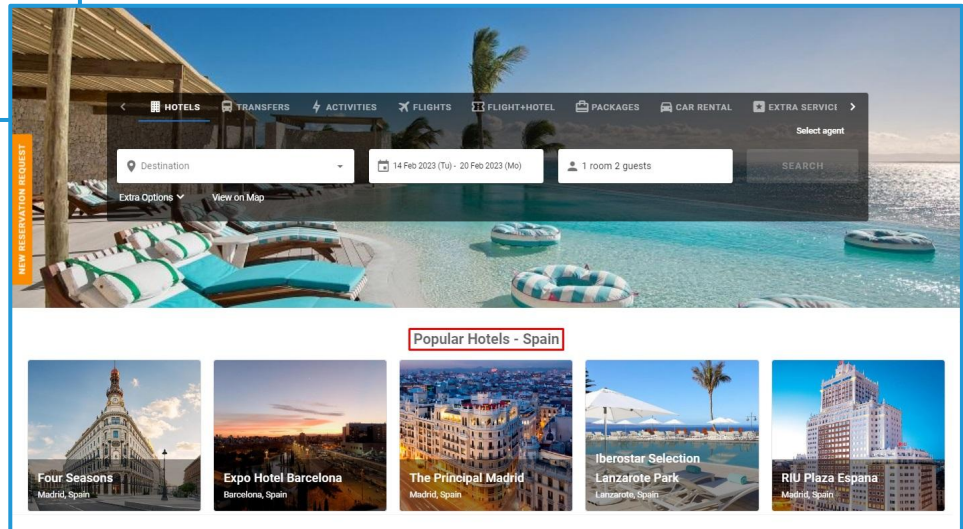 HOTELS TRANSFERS ACTIVITIES FLIGHTS FLIGHT+HOTEL PACKAGES CAR RENTAL EXTRA SERVICE
Select agent
Destination 14 Feb 2023 (Tu) - 20 Feb 2023 (Mo) 1 room 2 guests SEARCH
Extra Options View on Map
NEW RESERVATION REQUEST
Popular Hotels - Spain
Four Seasons
Madrid, Spain
Expo Hotel Barcelona
Barcelona, Spain
The Principal Madrid
Madrid, Spain
Iberostar Selection
Lanzarote Park
Lanzarote, Spain
RIU Plaza Espana
Madrid, Spain